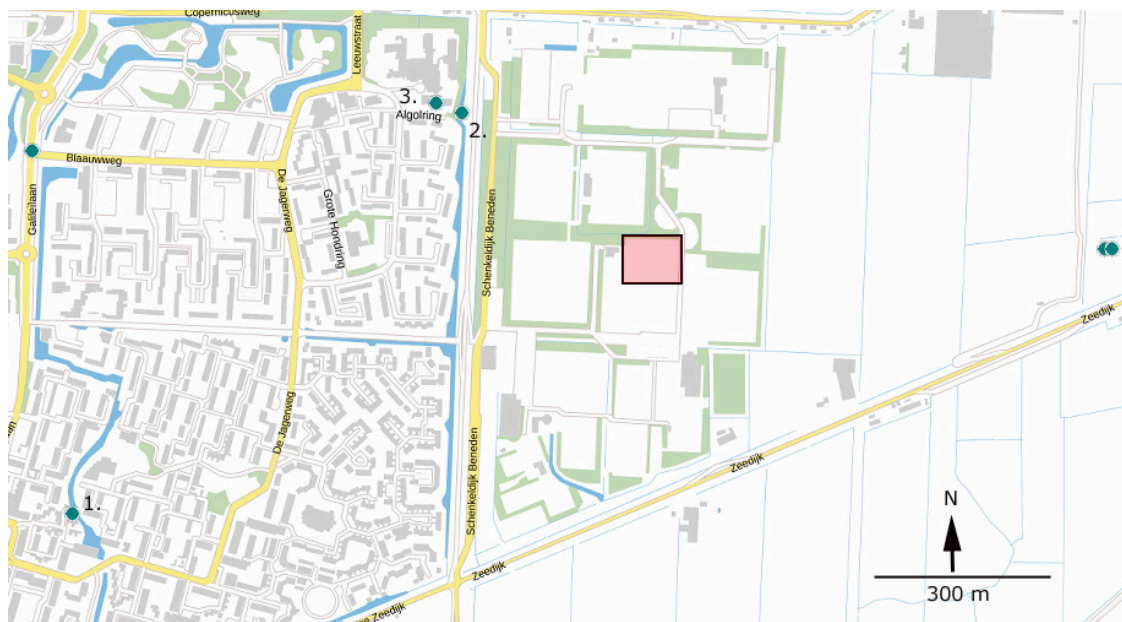 Copernicusweg
Leeuwstraat
3.
Algolring
2.
Blaauwweg
Galileilaan
De Jagerweg
Grote Hondring
Schenkeldijk Beneden
Zeedijk
De Jagerweg
Schenkeldijk Beneden
Zeedijk
1.
N
Zeedijk
300 m
Zeedijk